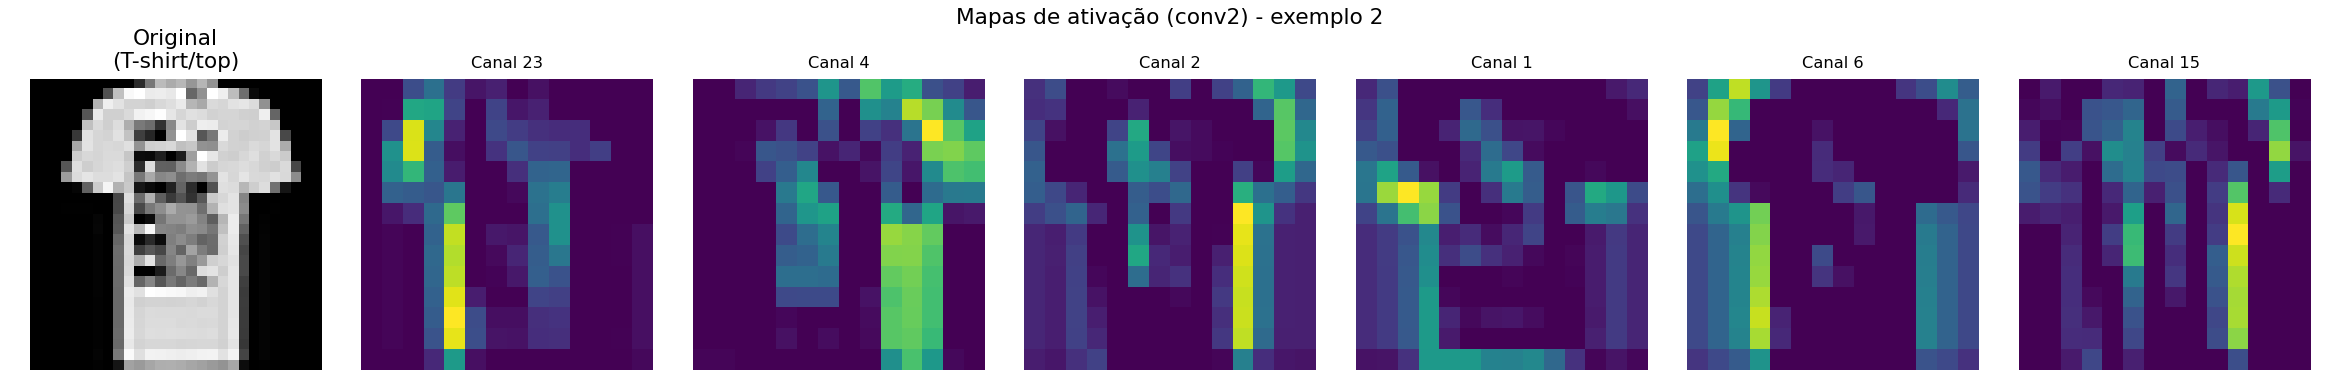 Mapas de ativação (conv2) - exemplo 2
Original
(T-shirt/top)
Canal 23
Canal 4
Canal 2
Canal 1
Canal 6
Canal 15